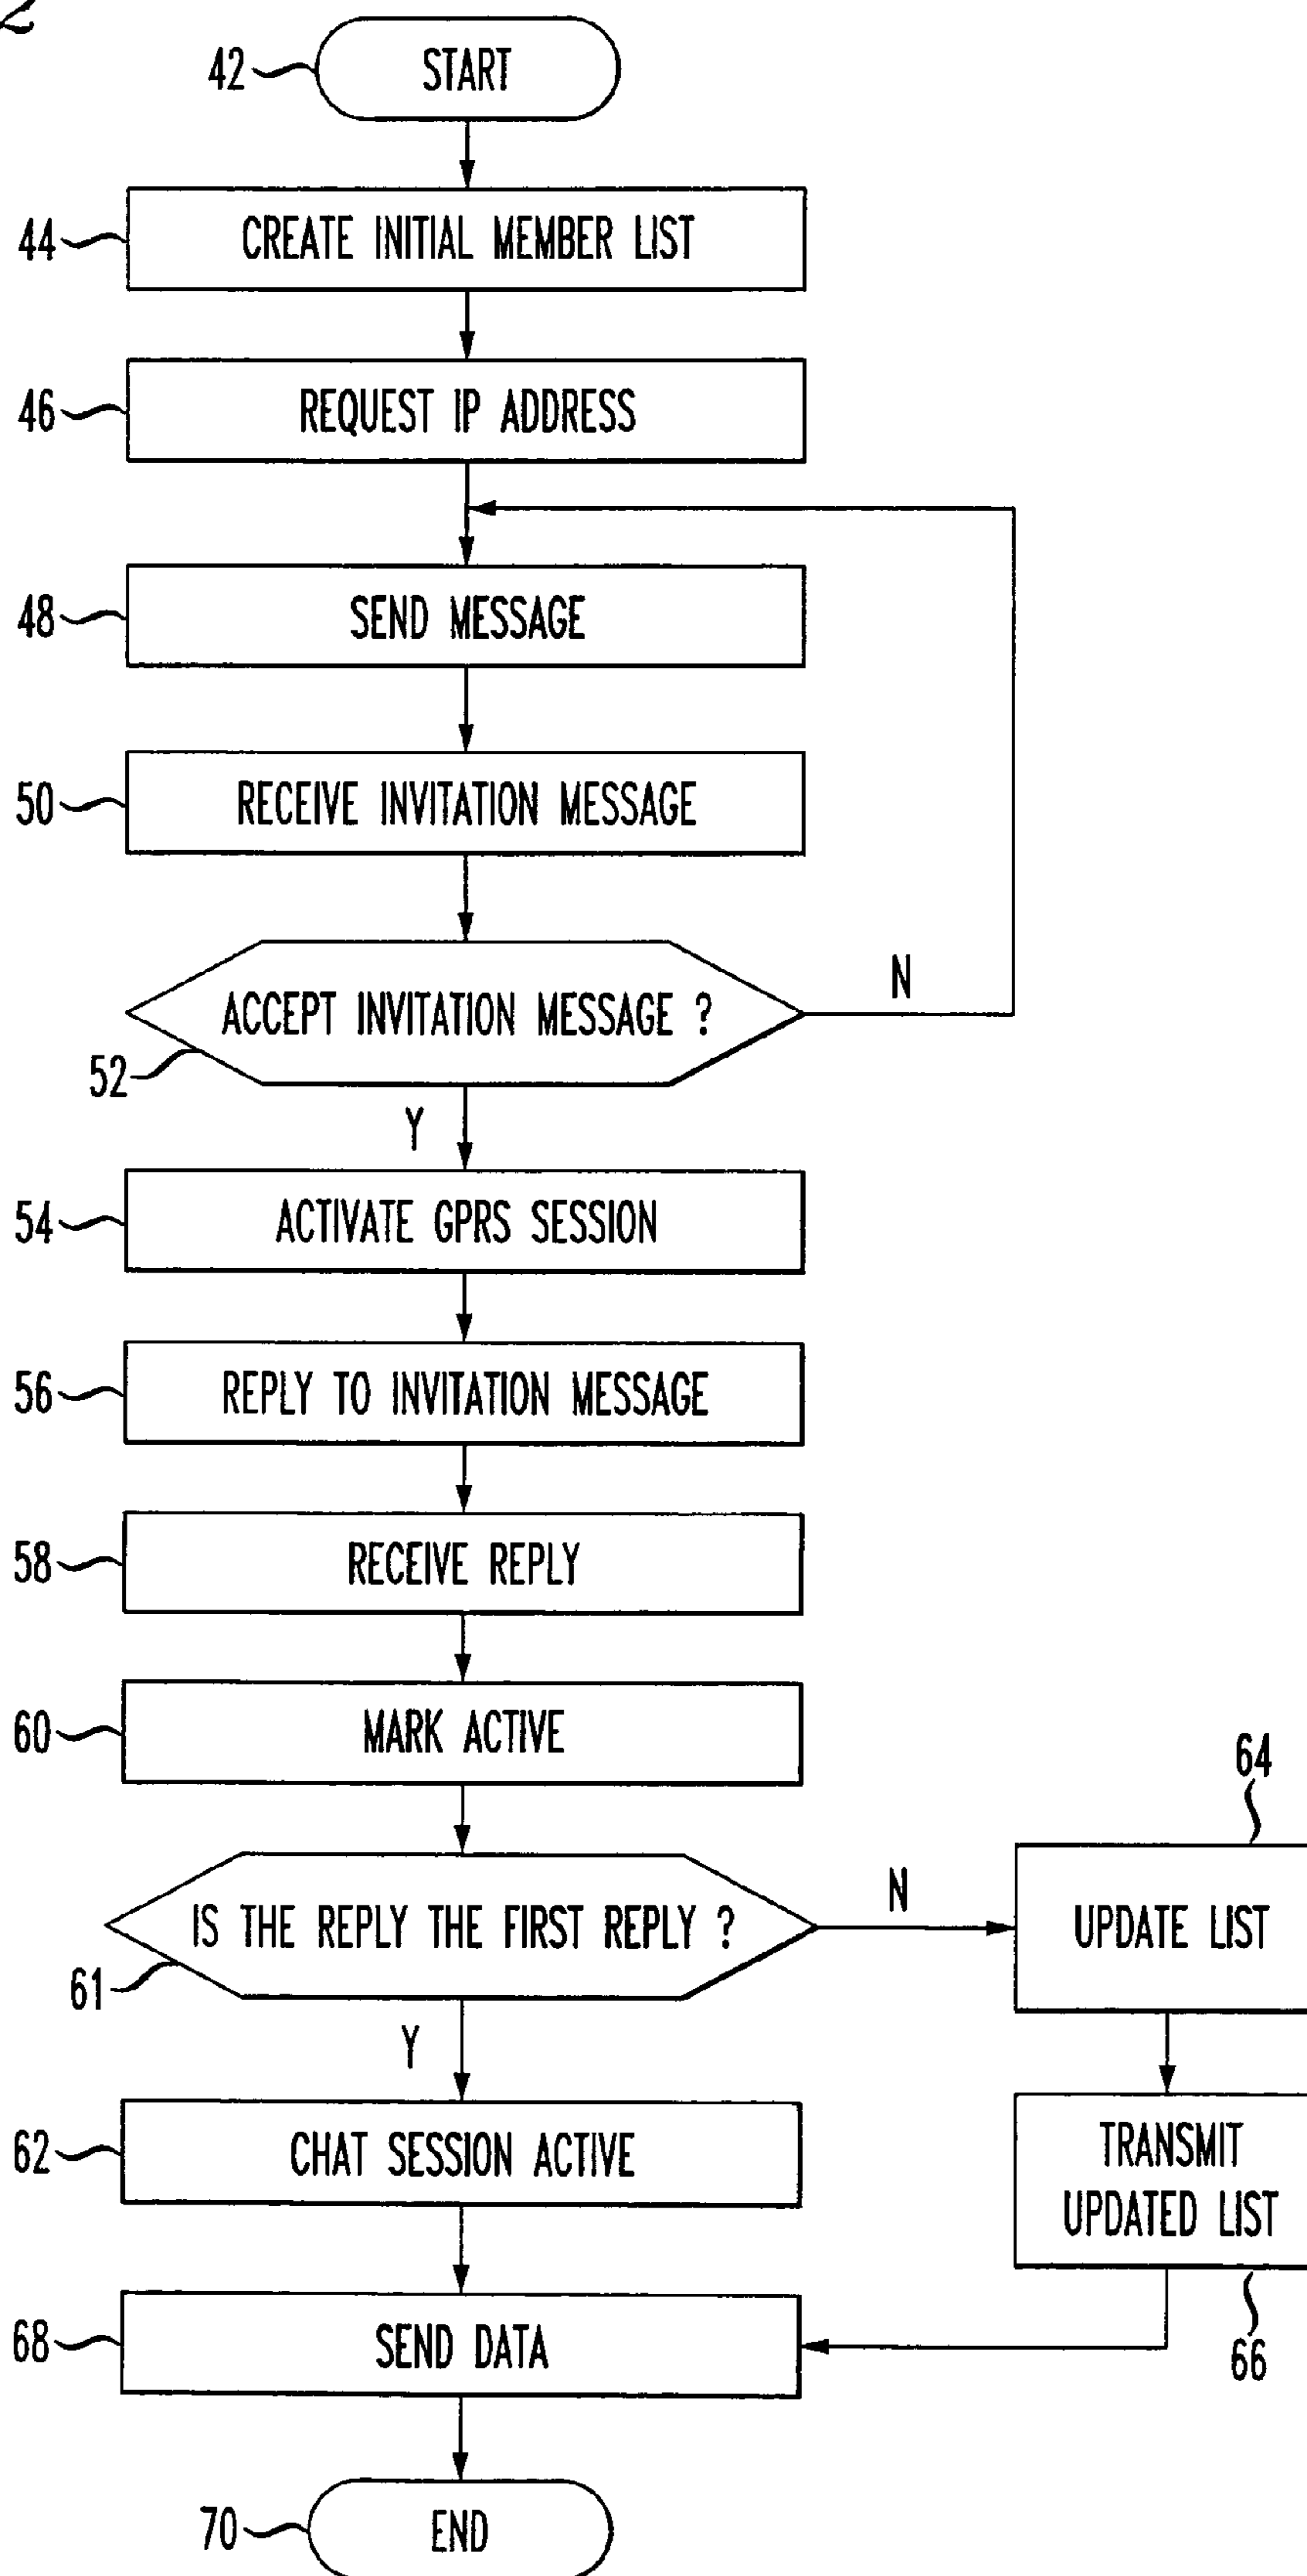 2
42 START
44 CREATE INITIAL MEMBER LIST
46 REQUEST IP ADDRESS
48 SEND MESSAGE
50 RECEIVE INVITATION MESSAGE
ACCEPT INVITATION MESSAGE ?
N
52
Y
54 ACTIVATE GPRS SESSION
56 REPLY TO INVITATION MESSAGE
58 RECEIVE REPLY
60 MARK ACTIVE
64
IS THE REPLY THE FIRST REPLY ?
N
UPDATE LIST
61
Y
62 CHAT SESSION ACTIVE
TRANSMIT
UPDATED LIST
68 SEND DATA
66
70 END